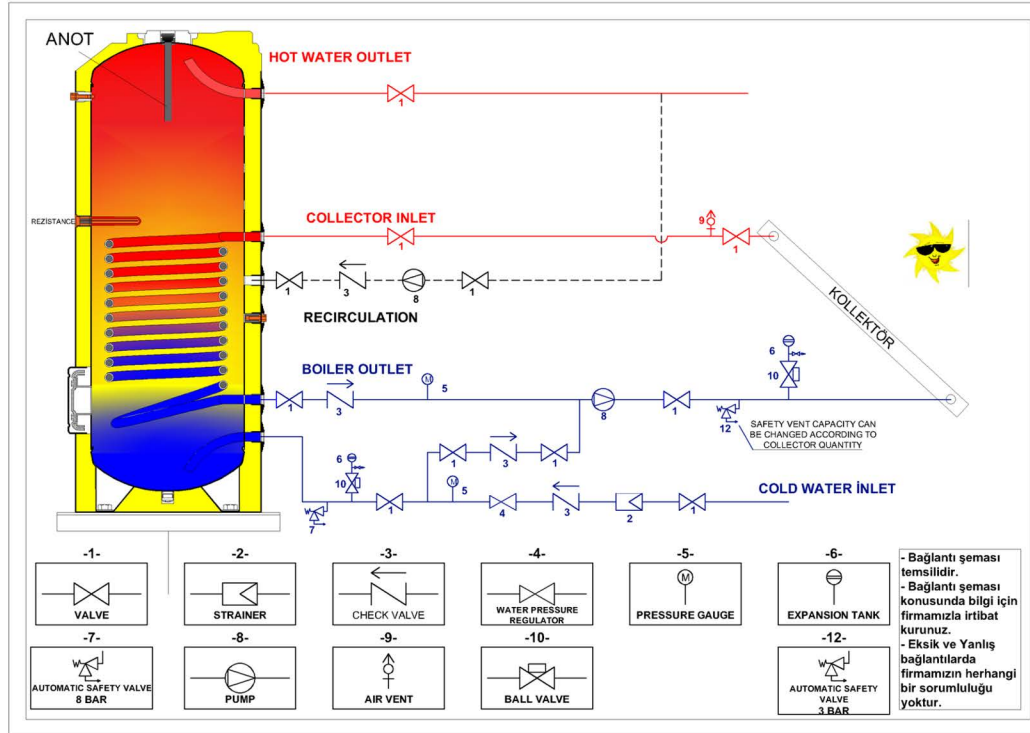 ANOT
HOT WATER OUTLET
1
REZİSTANCE
COLLECTOR INLET
1
9
1
1
3
8
1
RECIRCULATION
KOLLEKTÖR
BOILER OUTLET
1
3
M
5
8
1
6
10
W
12
SAFETY VENT CAPACITY CAN
BE CHANGED ACCORDING TO
COLLECTOR QUANTITY
1
3
1
6
10
W
7
1
M
5
4
3
2
1
COLD WATER İNLET
-1-
VALVE
-2-
STRAINER
-3-
CHECK VALVE
-4-
WATER PRESSURE
REGULATOR
-5-
M
PRESSURE GAUGE
-6-
EXPANSION TANK
-7-
W
AUTOMATIC SAFETY VALVE
8 BAR
-8-
PUMP
-9-
AIR VENT
-10-
BALL VALVE
-12-
W
AUTOMATIC SAFETY
VALVE
3 BAR
- Bağlantı şeması
temsilidir.
- Bağlantı şeması
konusunda bilgi için
firmamızla irtibat
kurunuz.
- Eksik ve Yanlış
bağlantılarda
firmamızın herhangi
bir sorumluluğu
yoktur.